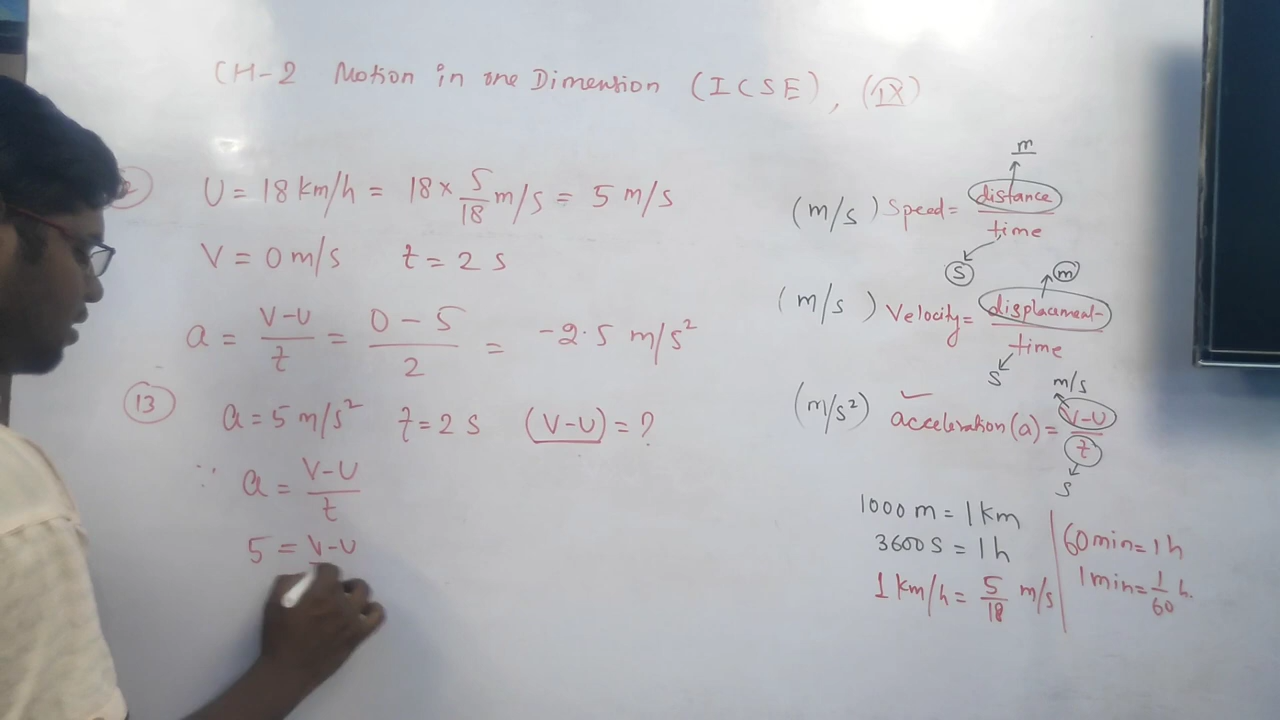 CH-2 Motion in one Dimension (ICSE), (IX)
U = 18 km/h = 18 × 5/18 m/s = 5 m/s
V = 0 m/s t = 2 s
a = V-U/t = 0-5/2 = -2.5 m/s²
13
a = 5 m/s² t = 2 s (V-U) = ?
∵ a = V-U/t
5 = V-U
m
(m/s) Speed = distance/time
s
m
(m/s) Velocity = displacement/time
s
m/s
(m/s²) acceleration (a) = V-U/t
s
1000 m = 1 km
3600 s = 1 h
1 km/h = 5/18 m/s
60 min = 1 h
1 min = 1/60 h.